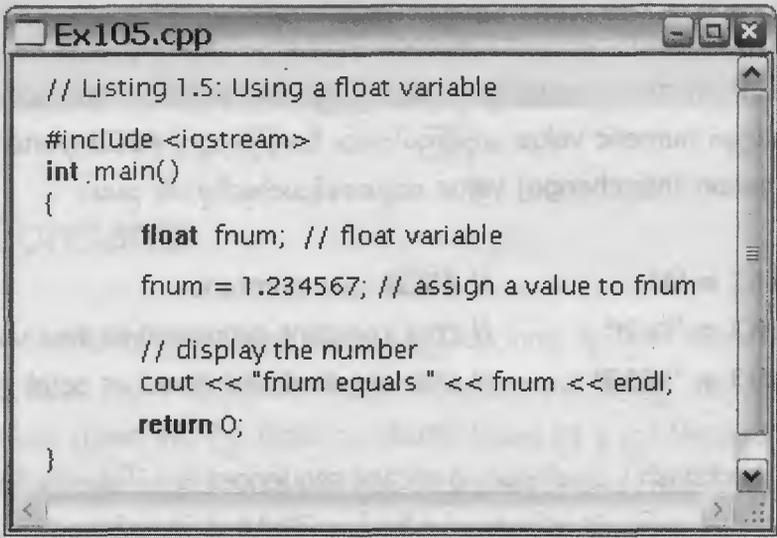 Ex105.cpp
// Listing 1.5: Using a float variable
#include <iostream>
int main()
{
float fnum; // float variable
fnum = 1.234567; // assign a value to fnum
// display the number
cout << "fnum equals " << fnum <<endl;
return 0;
}